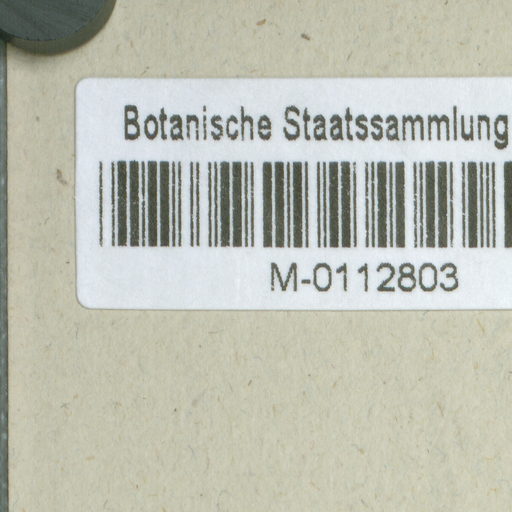 Botanische Staatssammlung
M-0112803